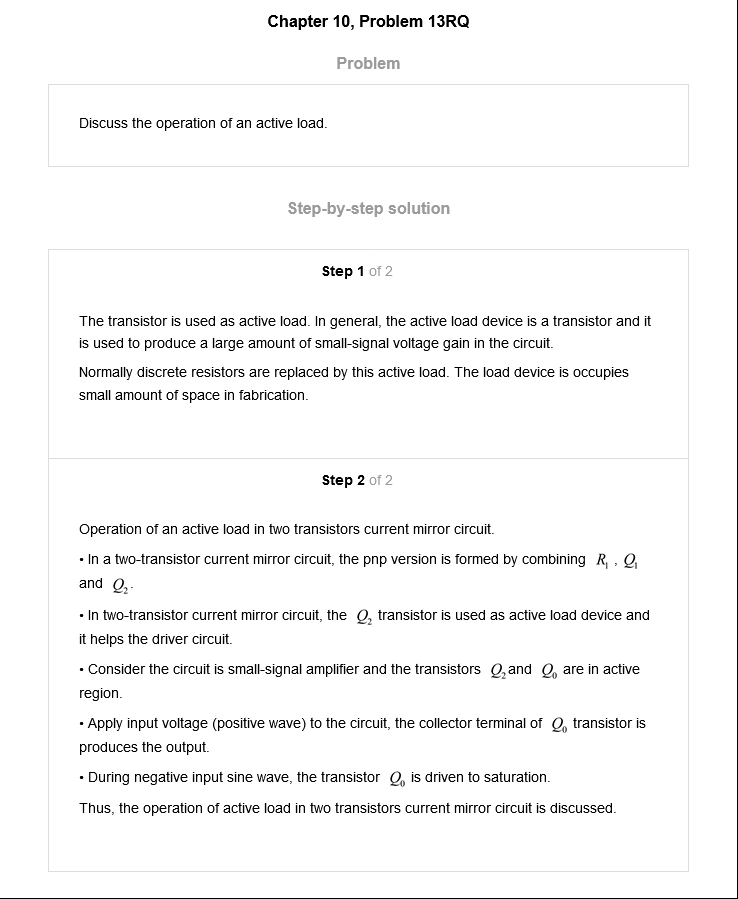 Chapter 10, Problem 13RQ
Problem
Discuss the operation of an active load.
Step-by-step solution
Step 1 of 2
The transistor is used as active load. In general, the active load device is a transistor and it
is used to produce a large amount of small-signal voltage gain in the circuit.
Normally discrete resistors are replaced by this active load. The load device is occupies
small amount of space in fabrication.
Step 2 of 2
Operation of an active load in two transistors current mirror circuit.
• In a two-transistor current mirror circuit, the pnp version is formed by combining R₁ , Q₁
and Q₂.
• In two-transistor current mirror circuit, the Q₂ transistor is used as active load device and
it helps the driver circuit.
• Consider the circuit is small-signal amplifier and the transistors Q₂ and Q₀ are in active
region.
• Apply input voltage (positive wave) to the circuit, the collector terminal of Q₀ transistor is
produces the output.
• During negative input sine wave, the transistor Q₀ is driven to saturation.
Thus, the operation of active load in two transistors current mirror circuit is discussed.